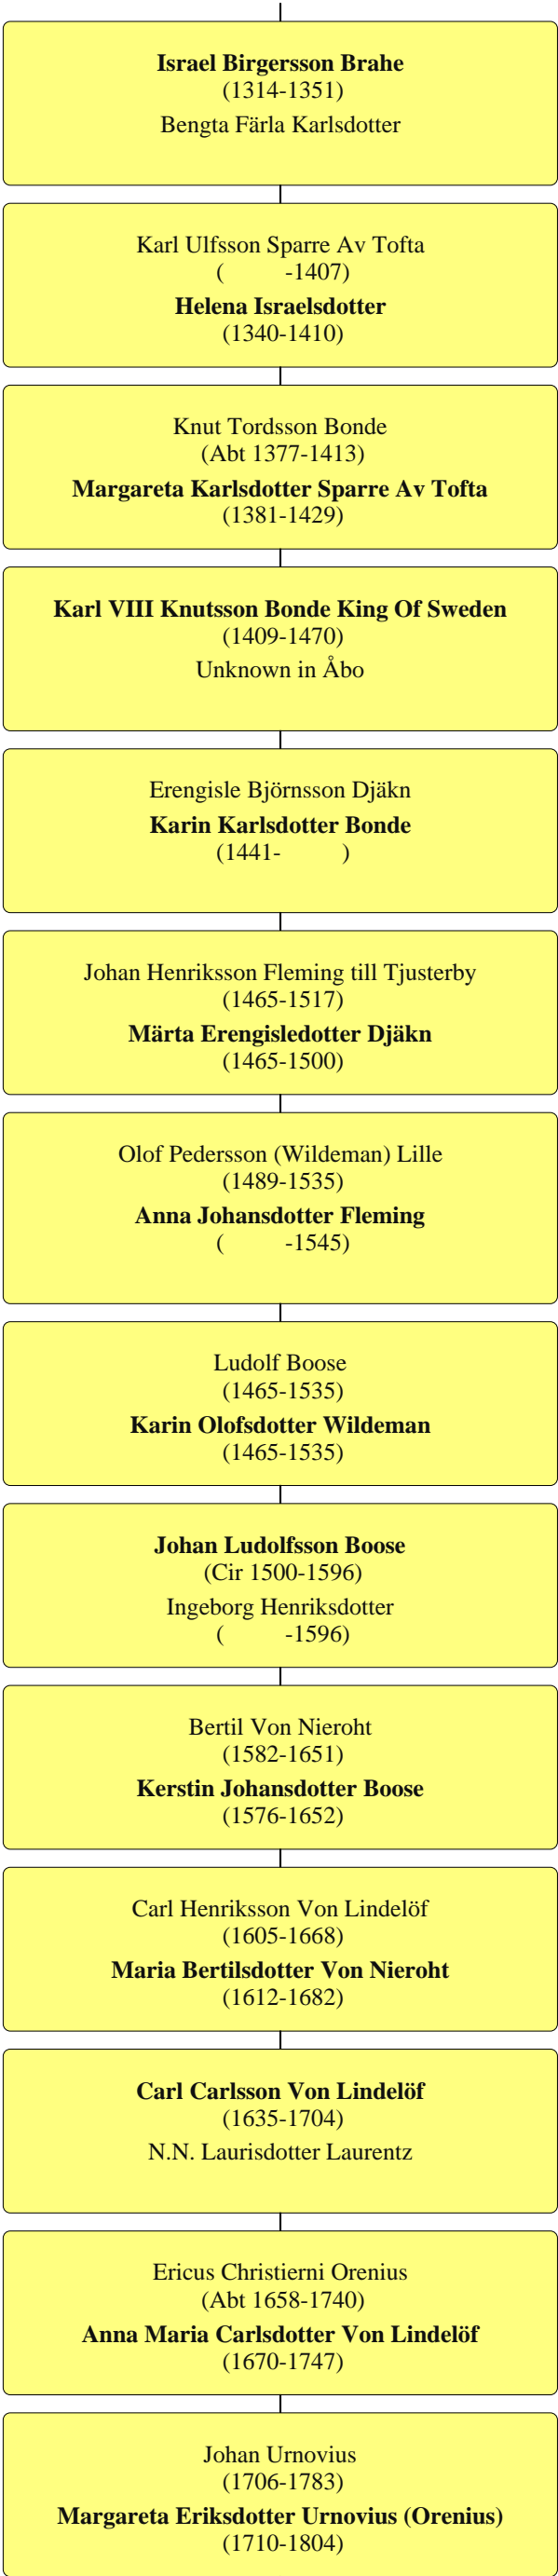 Israel Birgersson Brahe
(1314-1351)
Bengta Färla Karlsdotter
Karl Ulfsson Sparre Av Tofta
( -1407)
Helena Israelsdotter
(1340-1410)
Knut Tordsson Bonde
(Abt 1377-1413)
Margareta Karlsdotter Sparre Av Tofta
(1381-1429)
Karl VIII Knutsson Bonde King Of Sweden
(1409-1470)
Unknown in Åbo
Erengisle Björnsson Djäkn
Karin Karlsdotter Bonde
(1441- )
Johan Henriksson Fleming till Tjusterby
(1465-1517)
Märta Erengisledotter Djäkn
(1465-1500)
Olof Pedersson (Wildeman) Lille
(1489-1535)
Anna Johansdotter Fleming
( -1545)
Ludolf Boose
(1465-1535)
Karin Olofsdotter Wildeman
(1465-1535)
Johan Ludolfsson Boose
(Cir 1500-1596)
Ingeborg Henriksdotter
( -1596)
Bertil Von Nieroht
(1582-1651)
Kerstin Johansdotter Boose
(1576-1652)
Carl Henriksson Von Lindelöf
(1605-1668)
Maria Bertilsdotter Von Nieroht
(1612-1682)
Carl Carlsson Von Lindelöf
(1635-1704)
N.N. Laurisdotter Laurentz
Ericus Christierni Orenius
(Abt 1658-1740)
Anna Maria Carlsdotter Von Lindelöf
(1670-1747)
Johan Urnovius
(1706-1783)
Margareta Eriksdotter Urnovius (Orenius)
(1710-1804)